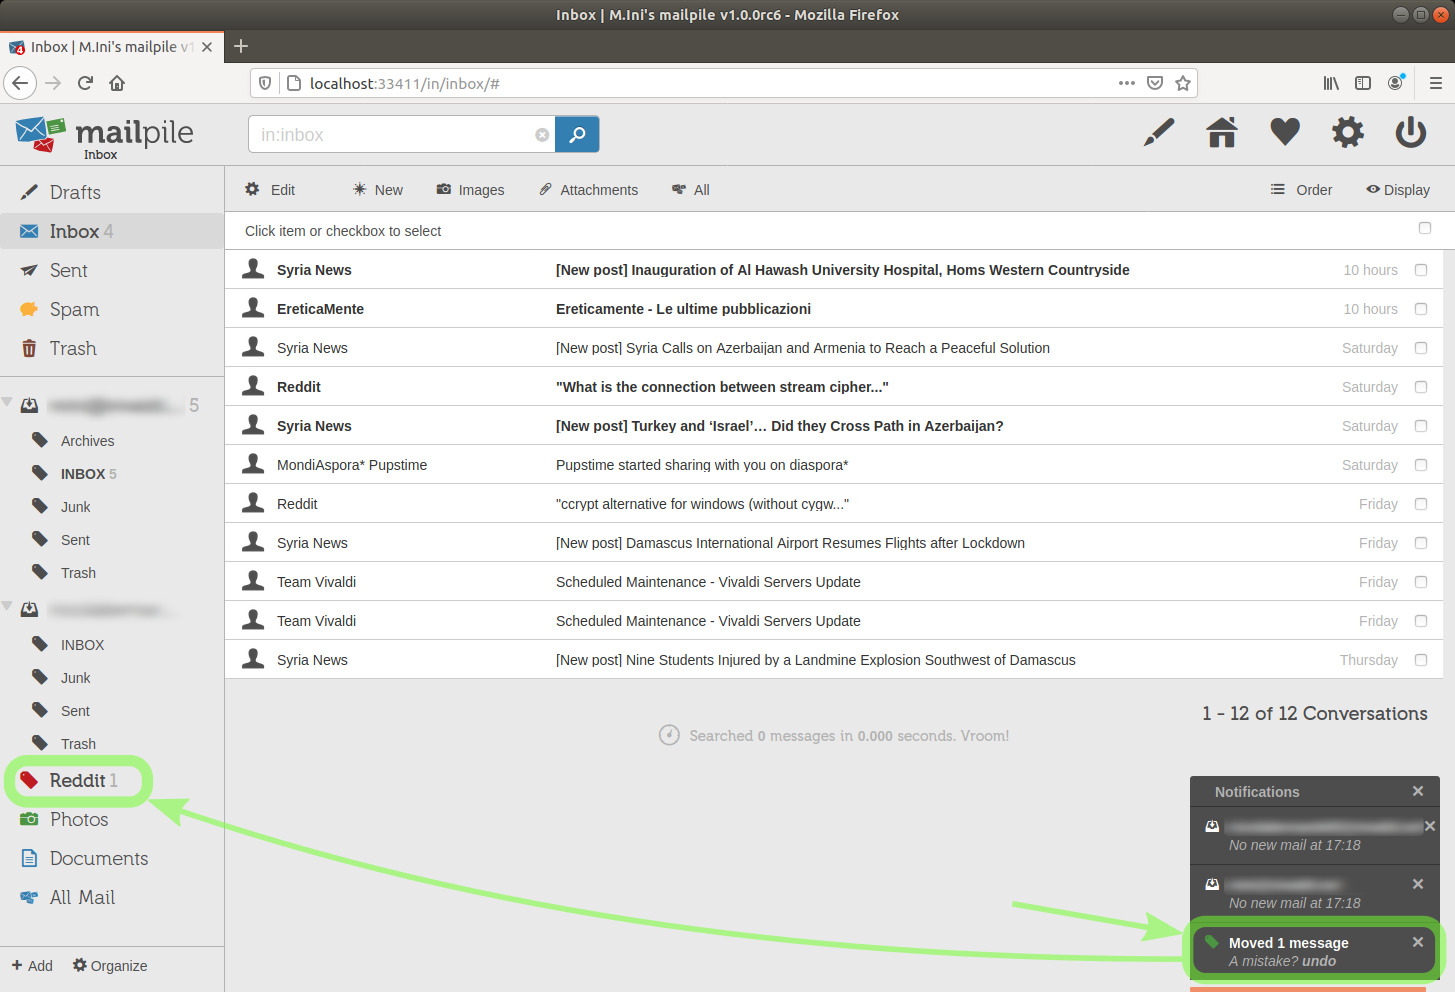 Inbox | M.Ini's mailpile v1.0.0rc6 - Mozilla Firefox
4 Inbox | M.Ini's mailpile v1
localhost:33411/in/inbox/#
mailpile
Inbox
in:inbox
Drafts
Inbox 4
Sent
Spam
Trash
5
Archives
INBOX 5
Junk
Sent
Trash
INBOX
Junk
Sent
Trash
Reddit 1
Photos
Documents
All Mail
+ Add Organize
Edit New Images Attachments All Order Display
Click item or checkbox to select
Syria News [New post] Inauguration of Al Hawash University Hospital, Homs Western Countryside 10 hours
EreticaMente Ereticamente - Le ultime pubblicazioni 10 hours
Syria News [New post] Syria Calls on Azerbaijan and Armenia to Reach a Peaceful Solution Saturday
Reddit "What is the connection between stream cipher..." Saturday
Syria News [New post] Turkey and ‘Israel’… Did they Cross Path in Azerbaijan? Saturday
MondiAspora* Pupstime Pupstime started sharing with you on diaspora* Saturday
Reddit "ccrypt alternative for windows (without cygw..." Friday
Syria News [New post] Damascus International Airport Resumes Flights after Lockdown Friday
Team Vivaldi Scheduled Maintenance - Vivaldi Servers Update Friday
Team Vivaldi Scheduled Maintenance - Vivaldi Servers Update Friday
Syria News [New post] Nine Students Injured by a Landmine Explosion Southwest of Damascus Thursday
1 - 12 of 12 Conversations
Searched 0 messages in 0.000 seconds. Vroom!
Notifications
No new mail at 17:18
No new mail at 17:18
Moved 1 message
A mistake? undo